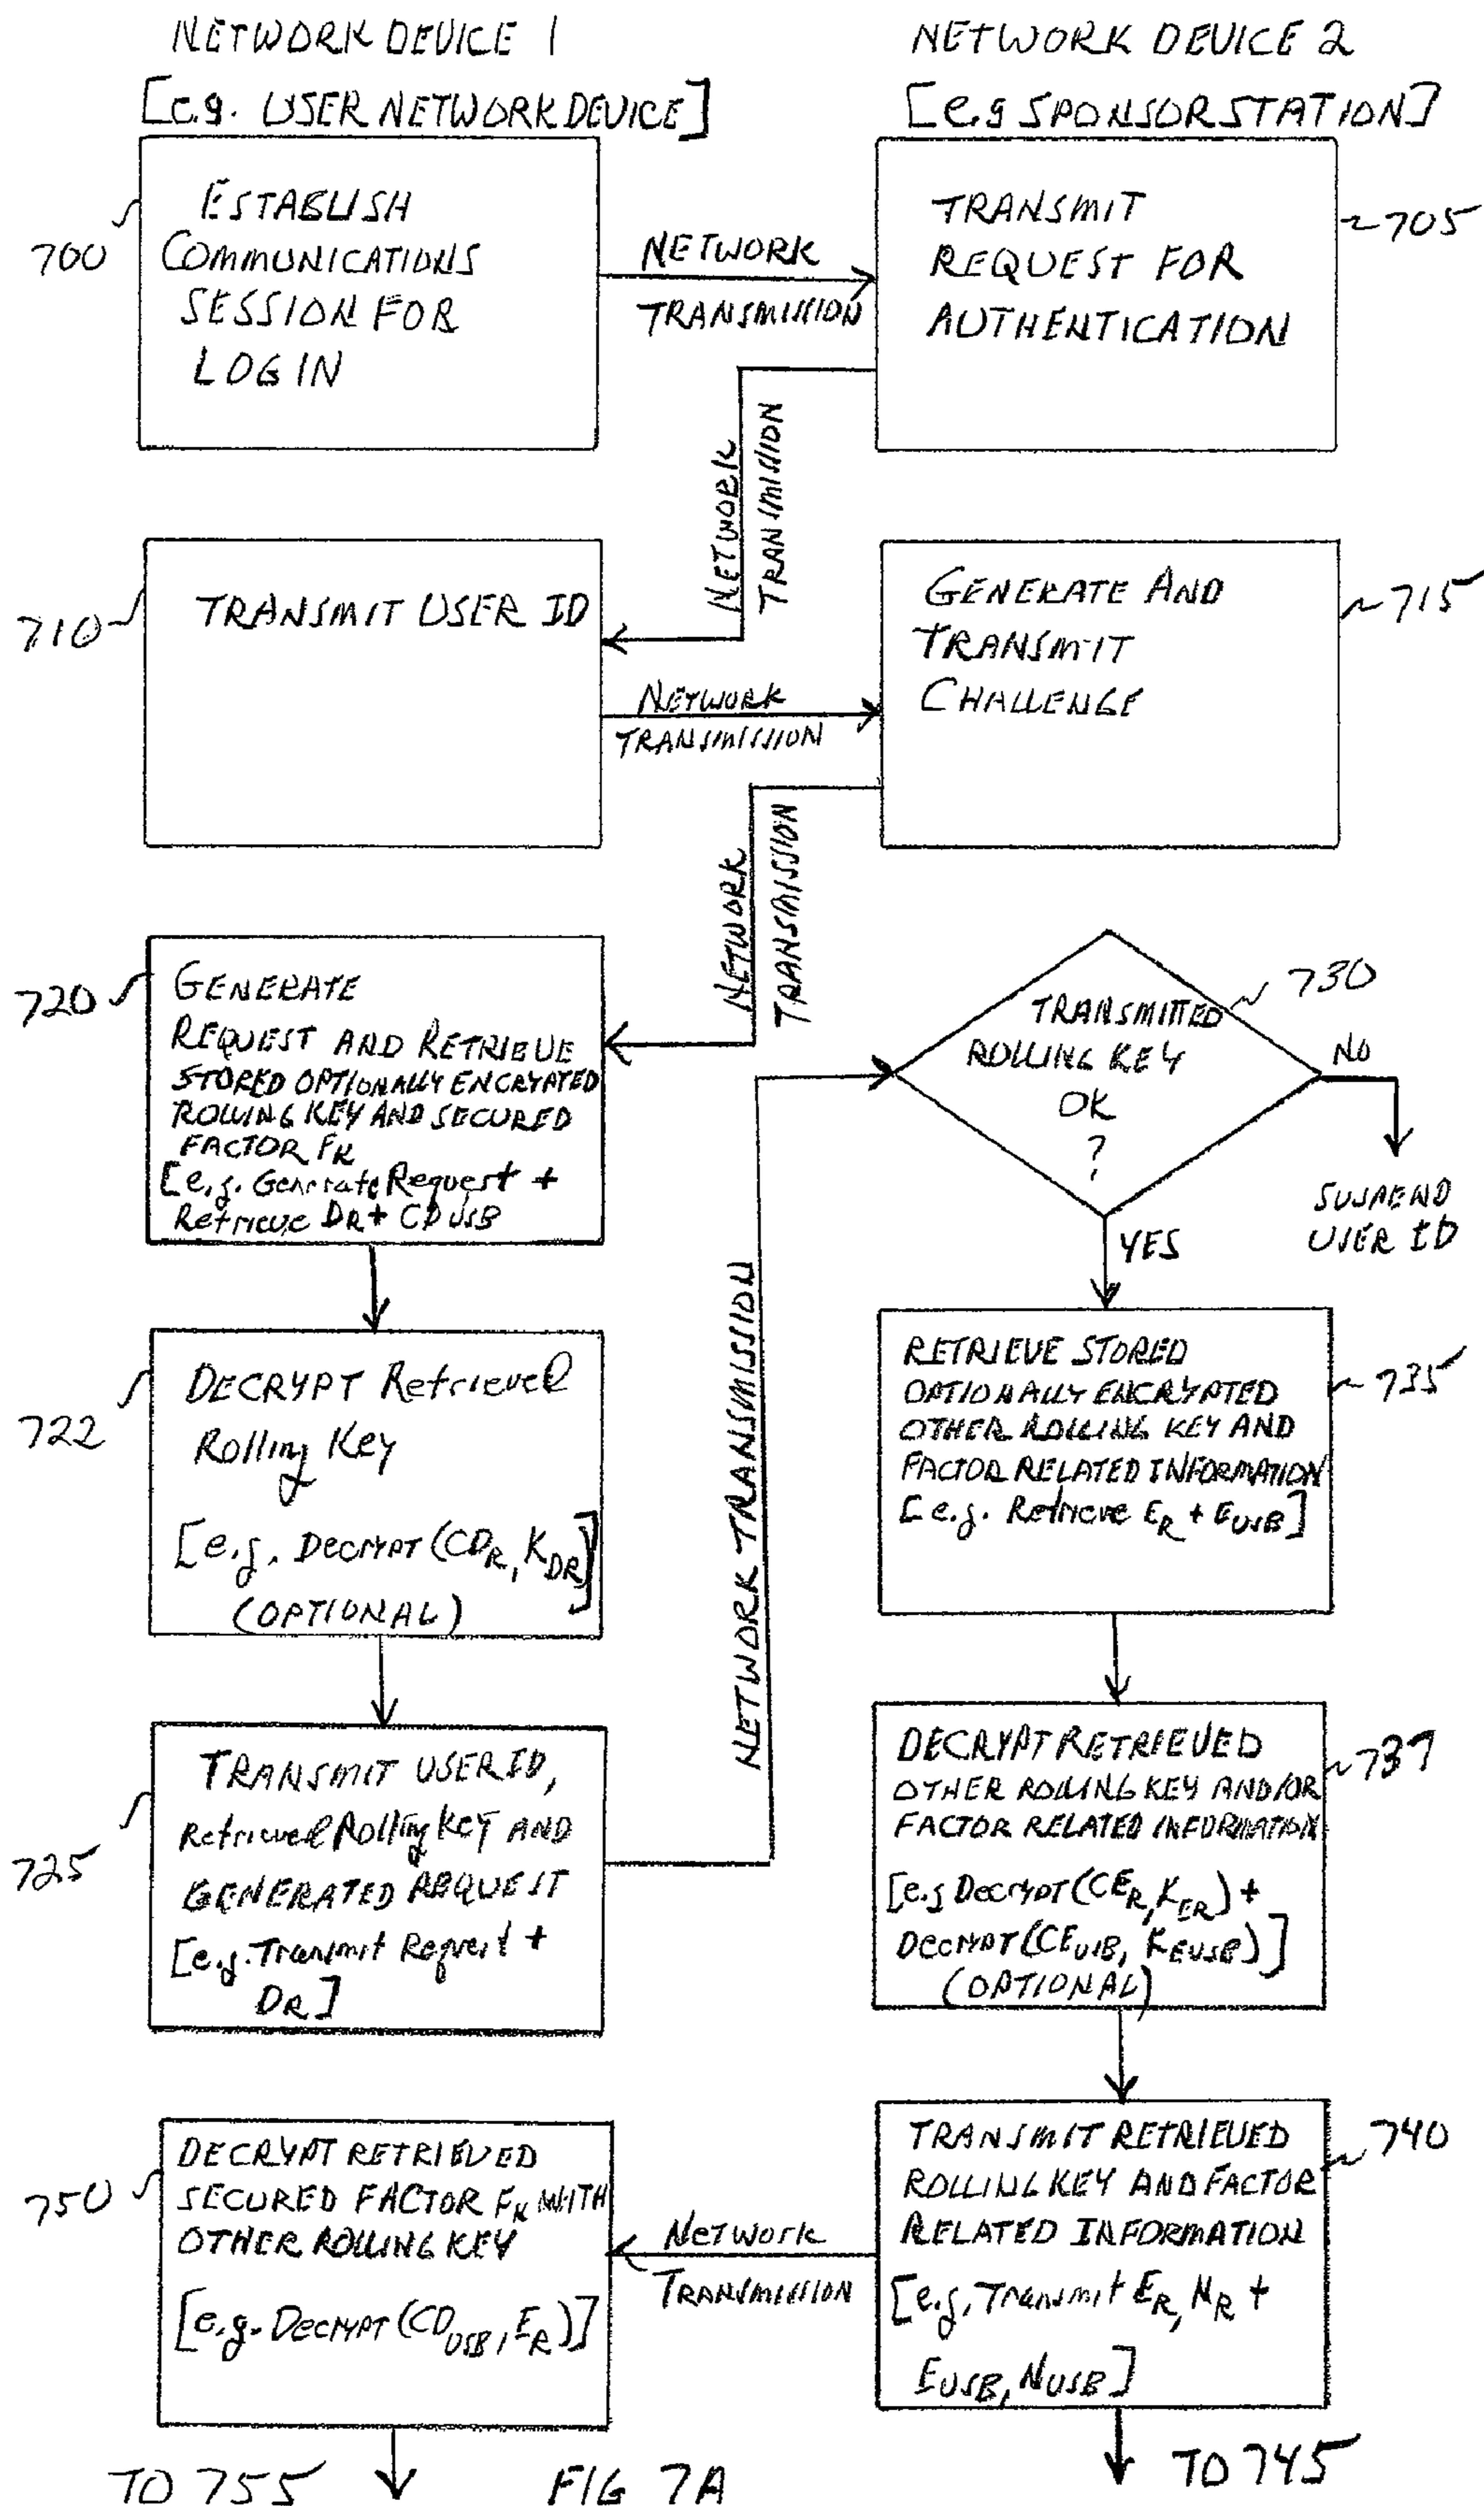 NETWORK DEVICE 1
[e.g. USER NETWORK DEVICE]
NETWORK DEVICE 2
[e.g SPONSOR STATION]
700
ESTABLISH
COMMUNICATIONS
SESSION FOR
LOGIN
NETWORK
TRANSMISSION
TRANSMIT
REQUEST FOR
AUTHENTICATION
705
NETWORK
TRANSMISSION
710
TRANSMIT USER ID
NETWORK
TRANSMISSION
GENERATE AND
TRANSMIT
CHALLENGE
715
NETWORK
TRANSMISSION
720
GENERATE
REQUEST AND RETRIEVE
STORED OPTIONALLY ENCRYPTED
ROLLING KEY AND SECURED
FACTOR FK
[e.g. Generate Request +
Retrieve DR + CDUSB
TRANSMITTED
ROLLING KEY
OK
?
730
NO
SUSPEND
USER ID
YES
722
DECRYPT Retrieved
Rolling Key
[e.g. DECRYPT (CDR, KDR)]
(OPTIONAL)
NETWORK TRANSMISSION
RETRIEVE STORED
OPTIONALLY ENCRYPTED
OTHER ROLLING KEY AND
FACTOR RELATED INFORMATION
[e.g. Retrieve ER + EUSB]
735
725
TRANSMIT USER ID,
Retrieved Rolling KEY AND
GENERATED REQUEST
[e.g. Transmit Request +
DR]
DECRYPT RETRIEVED
OTHER ROLLING KEY AND/OR
FACTOR RELATED INFORMATION
[e.g Decrypt (CER, KER) +
DECRYPT (CEUSB, KEUSB)]
(OPTIONAL)
737
750
DECRYPT RETRIEVED
SECURED FACTOR FK WITH
OTHER ROLLING KEY
[e.g. DECRYPT (CDUSB, ER)]
NETWORK
TRANSMISSION
TRANSMIT RETRIEVED
ROLLING KEY AND FACTOR
RELATED INFORMATION
[e.g. Transmit ER, NR +
EUSB, NUSB]
740
TO 755
FIG 7A
TO 745